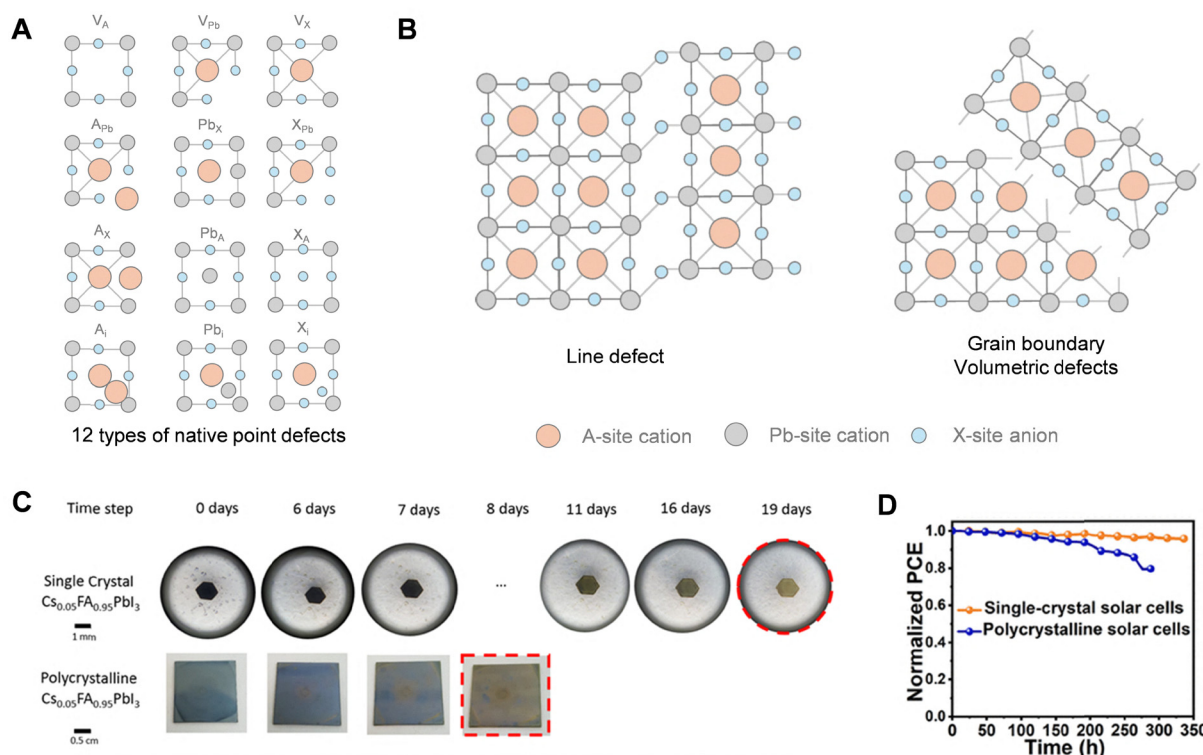 A
V_A V_Pb V_X
A_Pb Pb_X X_Pb
A_X Pb_A X_A
A_i Pb_i X_i
12 types of native point defects
B
Line defect
Grain boundary
Volumetric defects
A-site cation Pb-site cation X-site anion
C
Time step 0 days 6 days 7 days 8 days 11 days 16 days 19 days
Single Crystal
Cs₀.₀₅FA₀.₉₅PbI₃
1 mm
...
Polycrystalline
Cs₀.₀₅FA₀.₉₅PbI₃
0.5 cm
D
Normalized PCE
1.0
0.8
0.6
0.4
0.2
0.0
Single-crystal solar cells
Polycrystalline solar cells
0 50 100 150 200 250 300 350
Time (h)